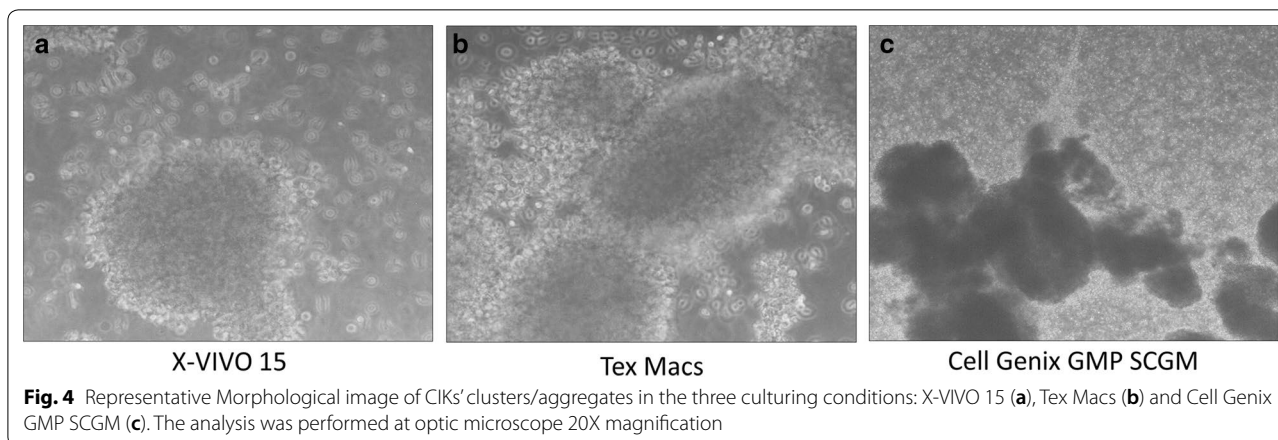 a
b
c
X-VIVO 15
Tex Macs
Cell Genix GMP SCGM
Fig. 4 Representative Morphological image of CIKs’ clusters/aggregates in the three culturing conditions: X-VIVO 15 (a), Tex Macs (b) and Cell Genix
GMP SCGM (c). The analysis was performed at optic microscope 20X magnification